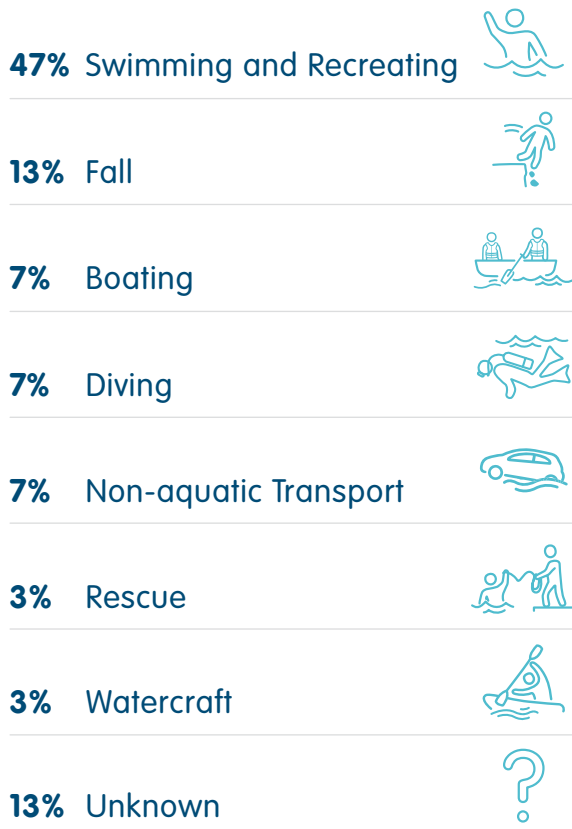 47% Swimming and Recreating
13% Fall
7% Boating
7% Diving
7% Non-aquatic Transport
3% Rescue
3% Watercraft
13% Unknown